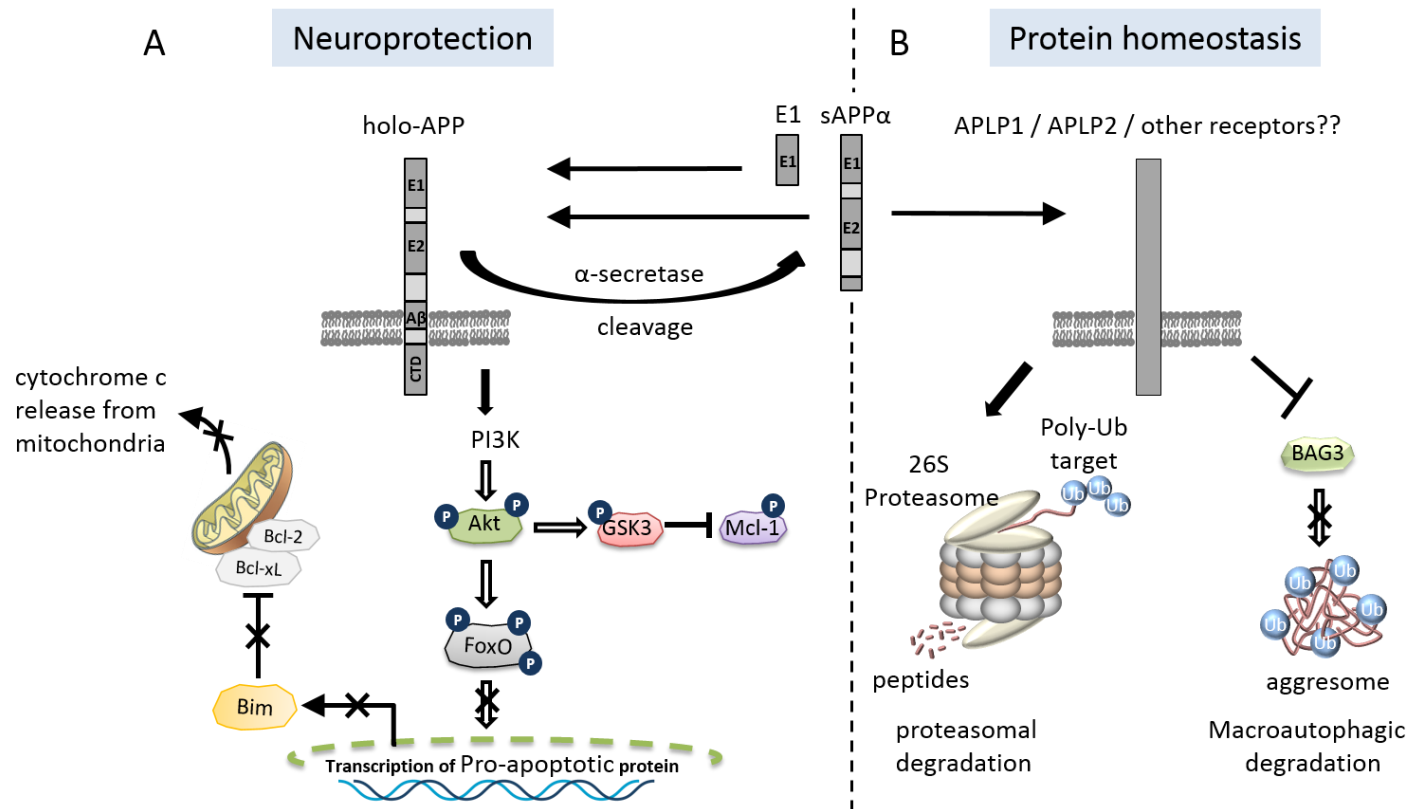 A
Neuroprotection
B
Protein homeostasis
holo-APP
E1
sAPPα
APLP1 / APLP2 / other receptors??
E1
E2
Aβ
CTD
E1
E1
E2
α-secretase
cleavage
cytochrome c
release from
mitochondria
Bcl-2
Bcl-xL
PI3K
P
P
Akt
P
GSK3
P
Mcl-1
P
P
P
FoxO
Bim
Transcription of Pro-apoptotic protein
26S
Proteasome
Poly-Ub
target
Ub
Ub
Ub
peptides
proteasomal
degradation
BAG3
Ub
Ub
Ub
Ub
Ub
aggresome
Macroautophagic
degradation